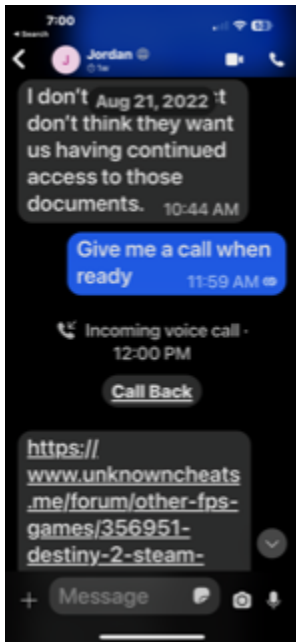 7:00
Search
J
Jordan
1w
I don't
Aug 21, 2022
t
don't think they want
us having continued
access to those
documents. 10:44 AM
Give me a call when
ready 11:59 AM
Incoming voice call ·
12:00 PM
Call Back
https://
www.unknowncheats
.me/forum/other-fps-
games/356951-
destiny-2-steam-
Message